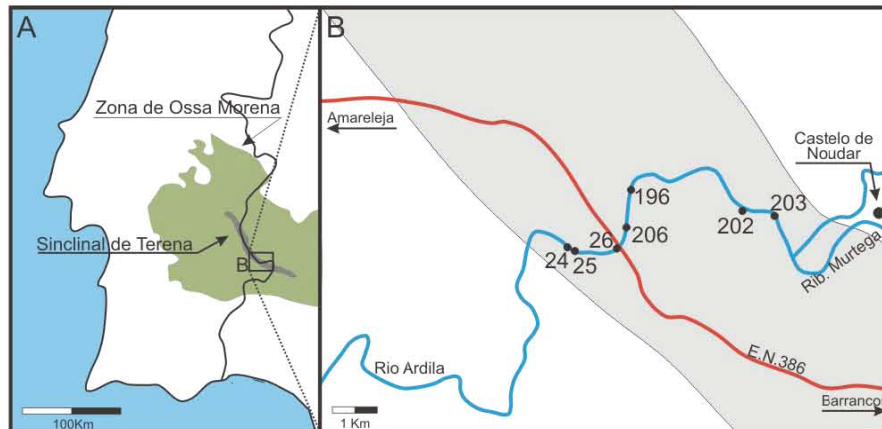 A
Zona de Ossa Morena
Sinclinal de Terena
B
100Km
B
Amareleja
Castelo de
Noudar
196
203
202
206
26
24
25
Rib. Murtega
E.N.386
Rio Ardila
Barrancos
1 Km